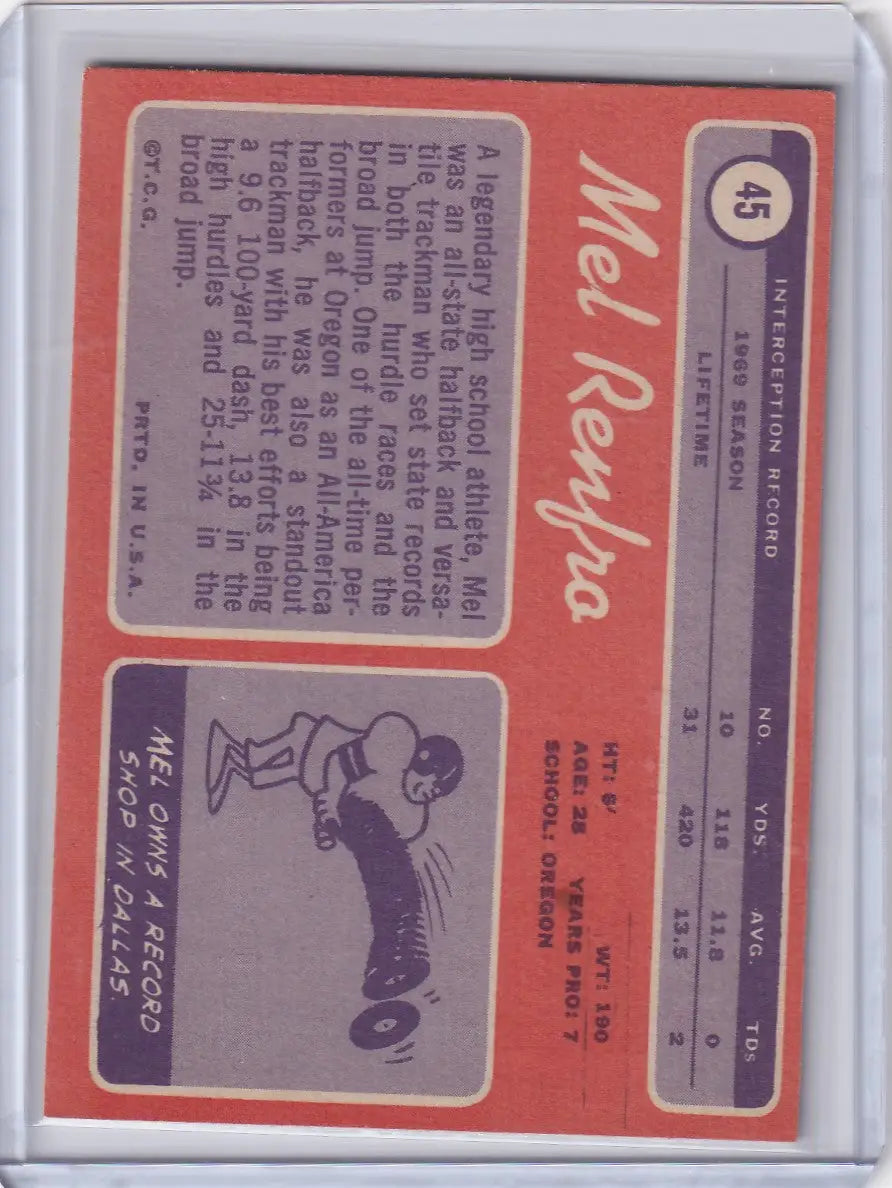 45
INTERCEPTION RECORD NO. YDS. AVG. TDS
1969 SEASON 10 118 11.8 0
LIFETIME 31 420 13.5 2
Mel Renfro
HT: 6' WT: 190
AGE: 28 YEARS PRO: 7
SCHOOL: OREGON
A legendary high school athlete, Mel
was an all-state halfback and versa-
tile trackman who set state records
in both the hurdle races and the
broad jump. One of the all-time per-
formers at Oregon as an All-America
halfback, he was also a standout
trackman with his best efforts being
a 9.6 100-yard dash, 13.8 in the
high hurdles and 25-11¾ in the
broad jump.
©T.C.G. PRTD. IN U.S.A.
MEL OWNS A RECORD
SHOP IN DALLAS.